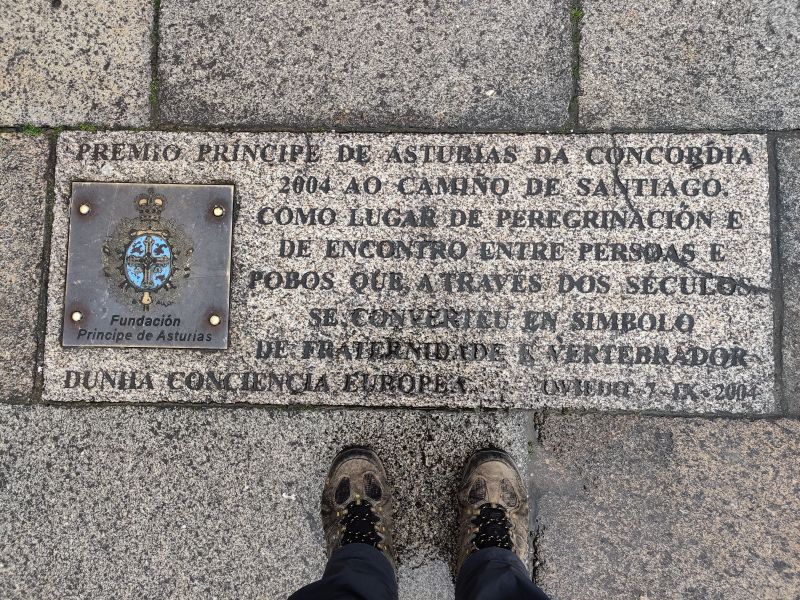 PREMIO PRÍNCIPE DE ASTURIAS DA CONCORDIA
2004 AO CAMIÑO DE SANTIAGO.
COMO LUGAR DE PEREGRINACIÓN E
DE ENCONTRO ENTRE PERSOAS E
POBOS QUE, A TRAVÉS DOS SÉCULOS
SE CONVERTEU EN SÍMBOLO
DE FRATERNIDADE E VERTEBRADOR
DUNHA CONCIENCIA EUROPEA. OVIEDO-7-IX-2004
Fundación
Príncipe de Asturias